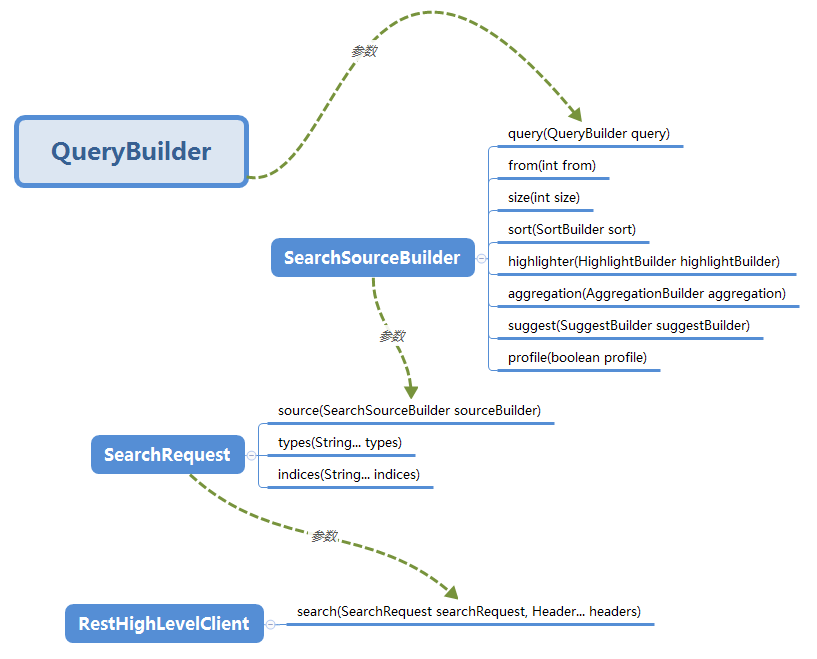 参数
QueryBuilder
query(QueryBuilder query)
from(int from)
size(int size)
sort(SortBuilder sort)
SearchSourceBuilder
highlighter(HighlightBuilder highlightBuilder)
aggregation(AggregationBuilder aggregation)
suggest(SuggestBuilder suggestBuilder)
profile(boolean profile)
参数
source(SearchSourceBuilder sourceBuilder)
types(String... types)
SearchRequest
indices(String... indices)
参数
search(SearchRequest searchRequest, Header... headers)
RestHighLevelClient